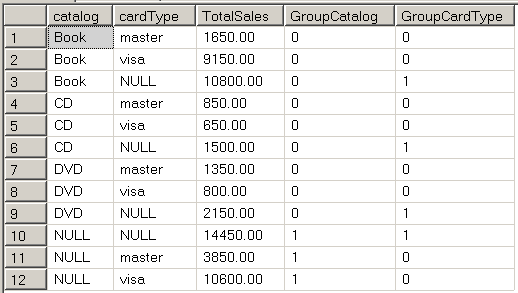 catalog cardType TotalSales GroupCatalog GroupCardType
1 Book master 1650.00 0 0
2 Book visa 9150.00 0 0
3 Book NULL 10800.00 0 1
4 CD master 850.00 0 0
5 CD visa 650.00 0 0
6 CD NULL 1500.00 0 1
7 DVD master 1350.00 0 0
8 DVD visa 800.00 0 0
9 DVD NULL 2150.00 0 1
10 NULL NULL 14450.00 1 1
11 NULL master 3850.00 1 0
12 NULL visa 10600.00 1 0